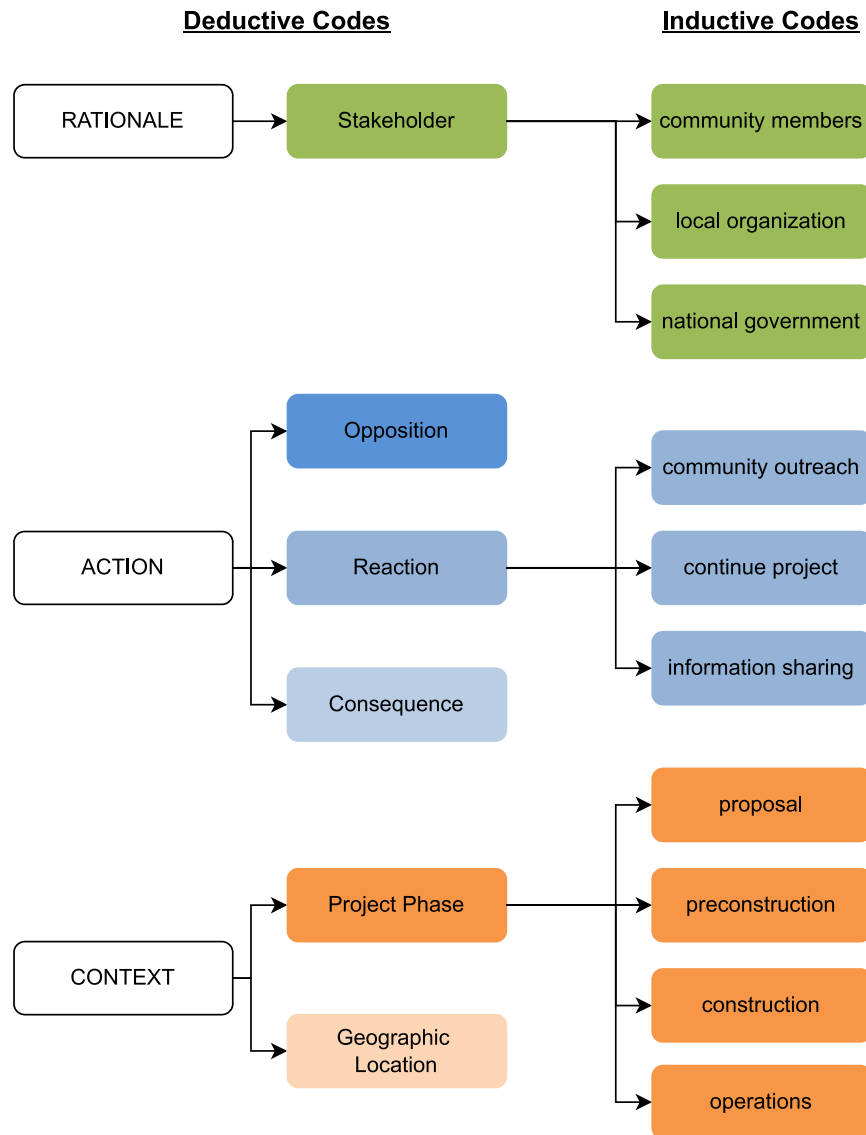 Deductive Codes
Inductive Codes
RATIONALE
Stakeholder
community members
local organization
national government
ACTION
Opposition
Reaction
Consequence
community outreach
continue project
information sharing
CONTEXT
Project Phase
Geographic
Location
proposal
preconstruction
construction
operations